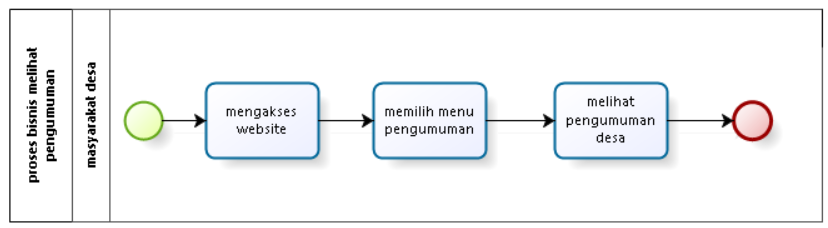 proses bisnis melihat
pengumuman
masyarakat desa
mengakses
website
memilih menu
pengumuman
melihat
pengumuman
desa